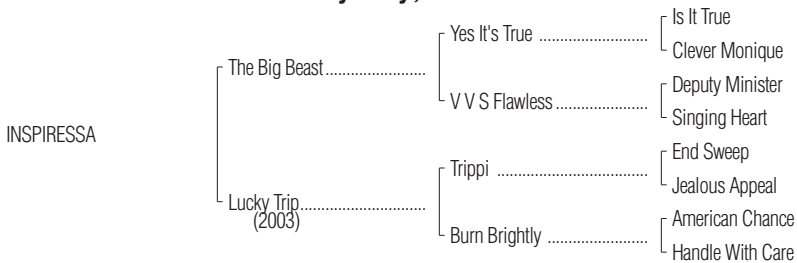 Is It True
Yes It's True
Clever Monique
The Big Beast
Deputy Minister
V V S Flawless
Singing Heart
INSPIRESSA
End Sweep
Trippi
Jealous Appeal
Lucky Trip
(2003)
American Chance
Burn Brightly
Handle With Care